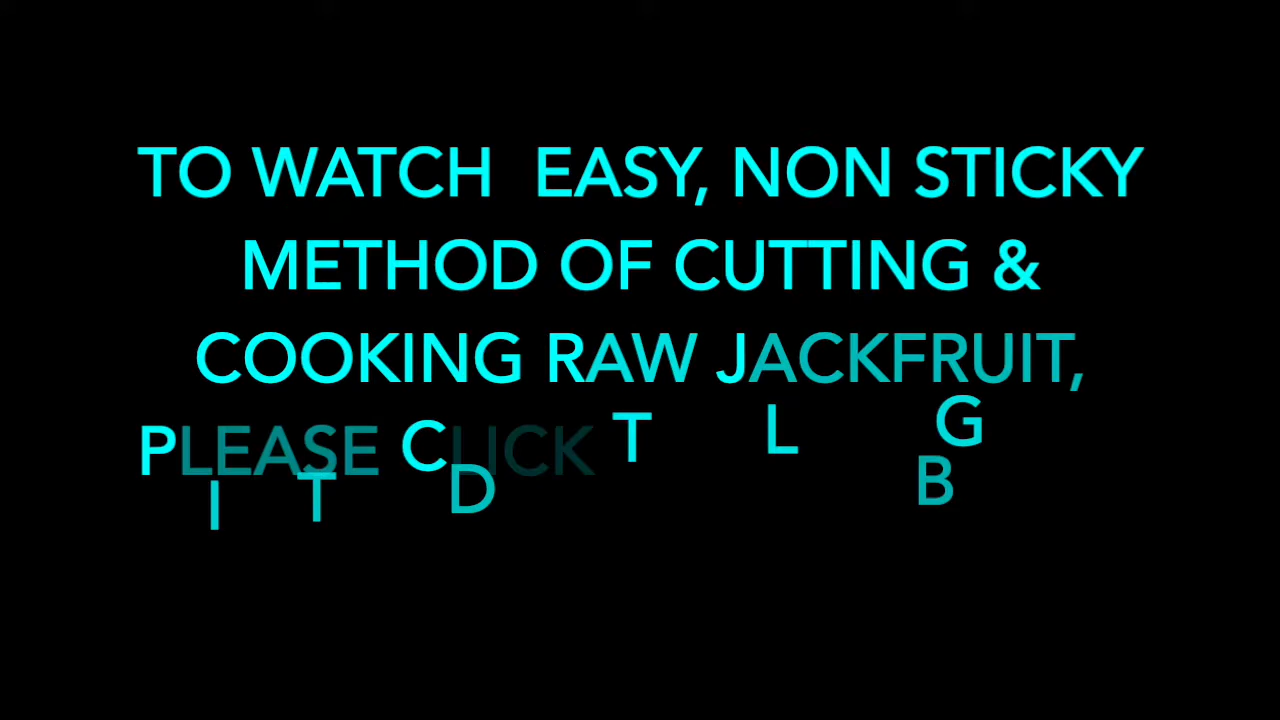 TO WATCH EASY, NON STICKY
METHOD OF CUTTING &
COOKING RAW JACKFRUIT,
PLEASE CLICK T L G
I T D B